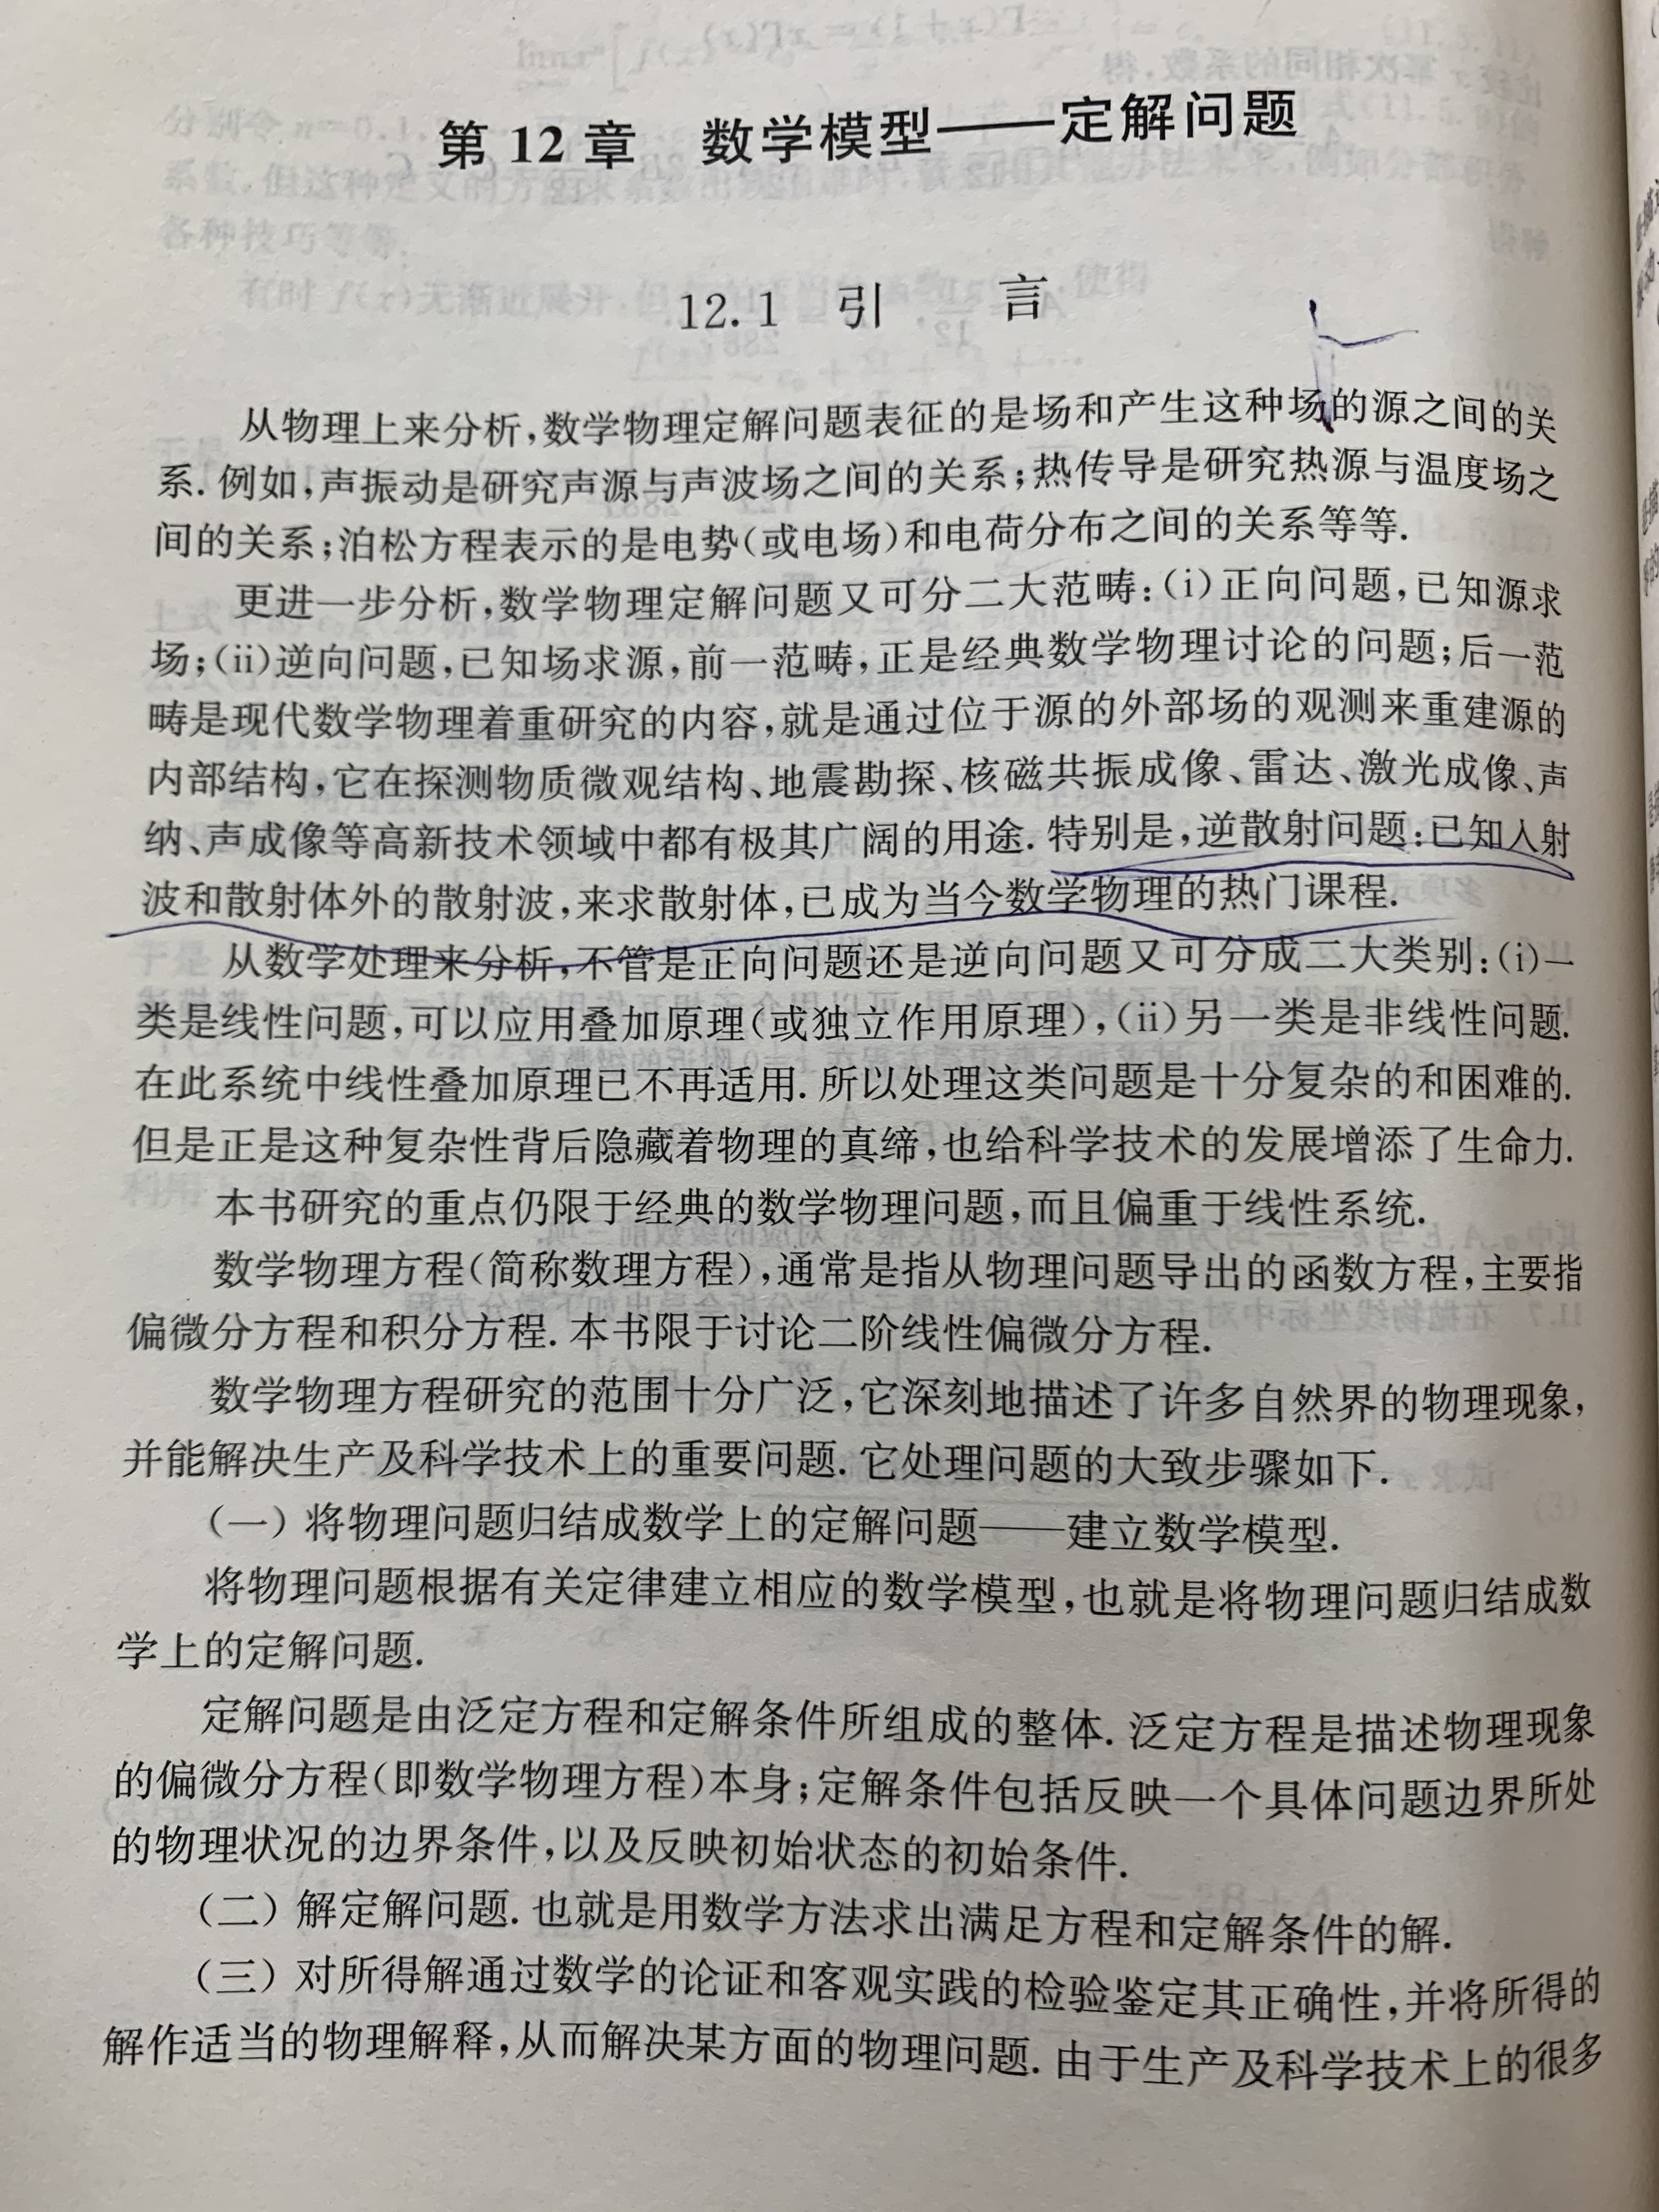 第 12 章 数学模型——定解问题
12.1 引 言
从物理上来分析,数学物理定解问题表征的是场和产生这种场的源之间的关
系. 例如,声振动是研究声源与声波场之间的关系;热传导是研究热源与温度场之
间的关系;泊松方程表示的是电势(或电场)和电荷分布之间的关系等等.
更进一步分析,数学物理定解问题又可分二大范畴:(i)正向问题,已知源求
场;(ii)逆向问题,已知场求源,前一范畴,正是经典数学物理讨论的问题;后一范
畴是现代数学物理着重研究的内容,就是通过位于源的外部场的观测来重建源的
内部结构,它在探测物质微观结构、地震勘探、核磁共振成像、雷达、激光成像、声
纳、声成像等高新技术领域中都有极其广阔的用途. 特别是,逆散射问题:已知入射
波和散射体外的散射波,来求散射体,已成为当今数学物理的热门课程.
从数学处理来分析,不管是正向问题还是逆向问题又可分成二大类别:(i)一
类是线性问题,可以应用叠加原理(或独立作用原理),(ii)另一类是非线性问题.
在此系统中线性叠加原理已不再适用. 所以处理这类问题是十分复杂的和困难的.
但是正是这种复杂性背后隐藏着物理的真缔,也给科学技术的发展增添了生命力.
本书研究的重点仍限于经典的数学物理问题,而且偏重于线性系统.
数学物理方程(简称数理方程),通常是指从物理问题导出的函数方程,主要指
偏微分方程和积分方程. 本书限于讨论二阶线性偏微分方程.
数学物理方程研究的范围十分广泛,它深刻地描述了许多自然界的物理现象,
并能解决生产及科学技术上的重要问题. 它处理问题的大致步骤如下.
(一) 将物理问题归结成数学上的定解问题——建立数学模型.
将物理问题根据有关定律建立相应的数学模型,也就是将物理问题归结成数
学上的定解问题.
定解问题是由泛定方程和定解条件所组成的整体. 泛定方程是描述物理现象
的偏微分方程(即数学物理方程)本身;定解条件包括反映一个具体问题边界所处
的物理状况的边界条件,以及反映初始状态的初始条件.
(二) 解定解问题. 也就是用数学方法求出满足方程和定解条件的解.
(三) 对所得解通过数学的论证和客观实践的检验鉴定其正确性,并将所得的
解作适当的物理解释,从而解决某方面的物理问题. 由于生产及科学技术上的很多